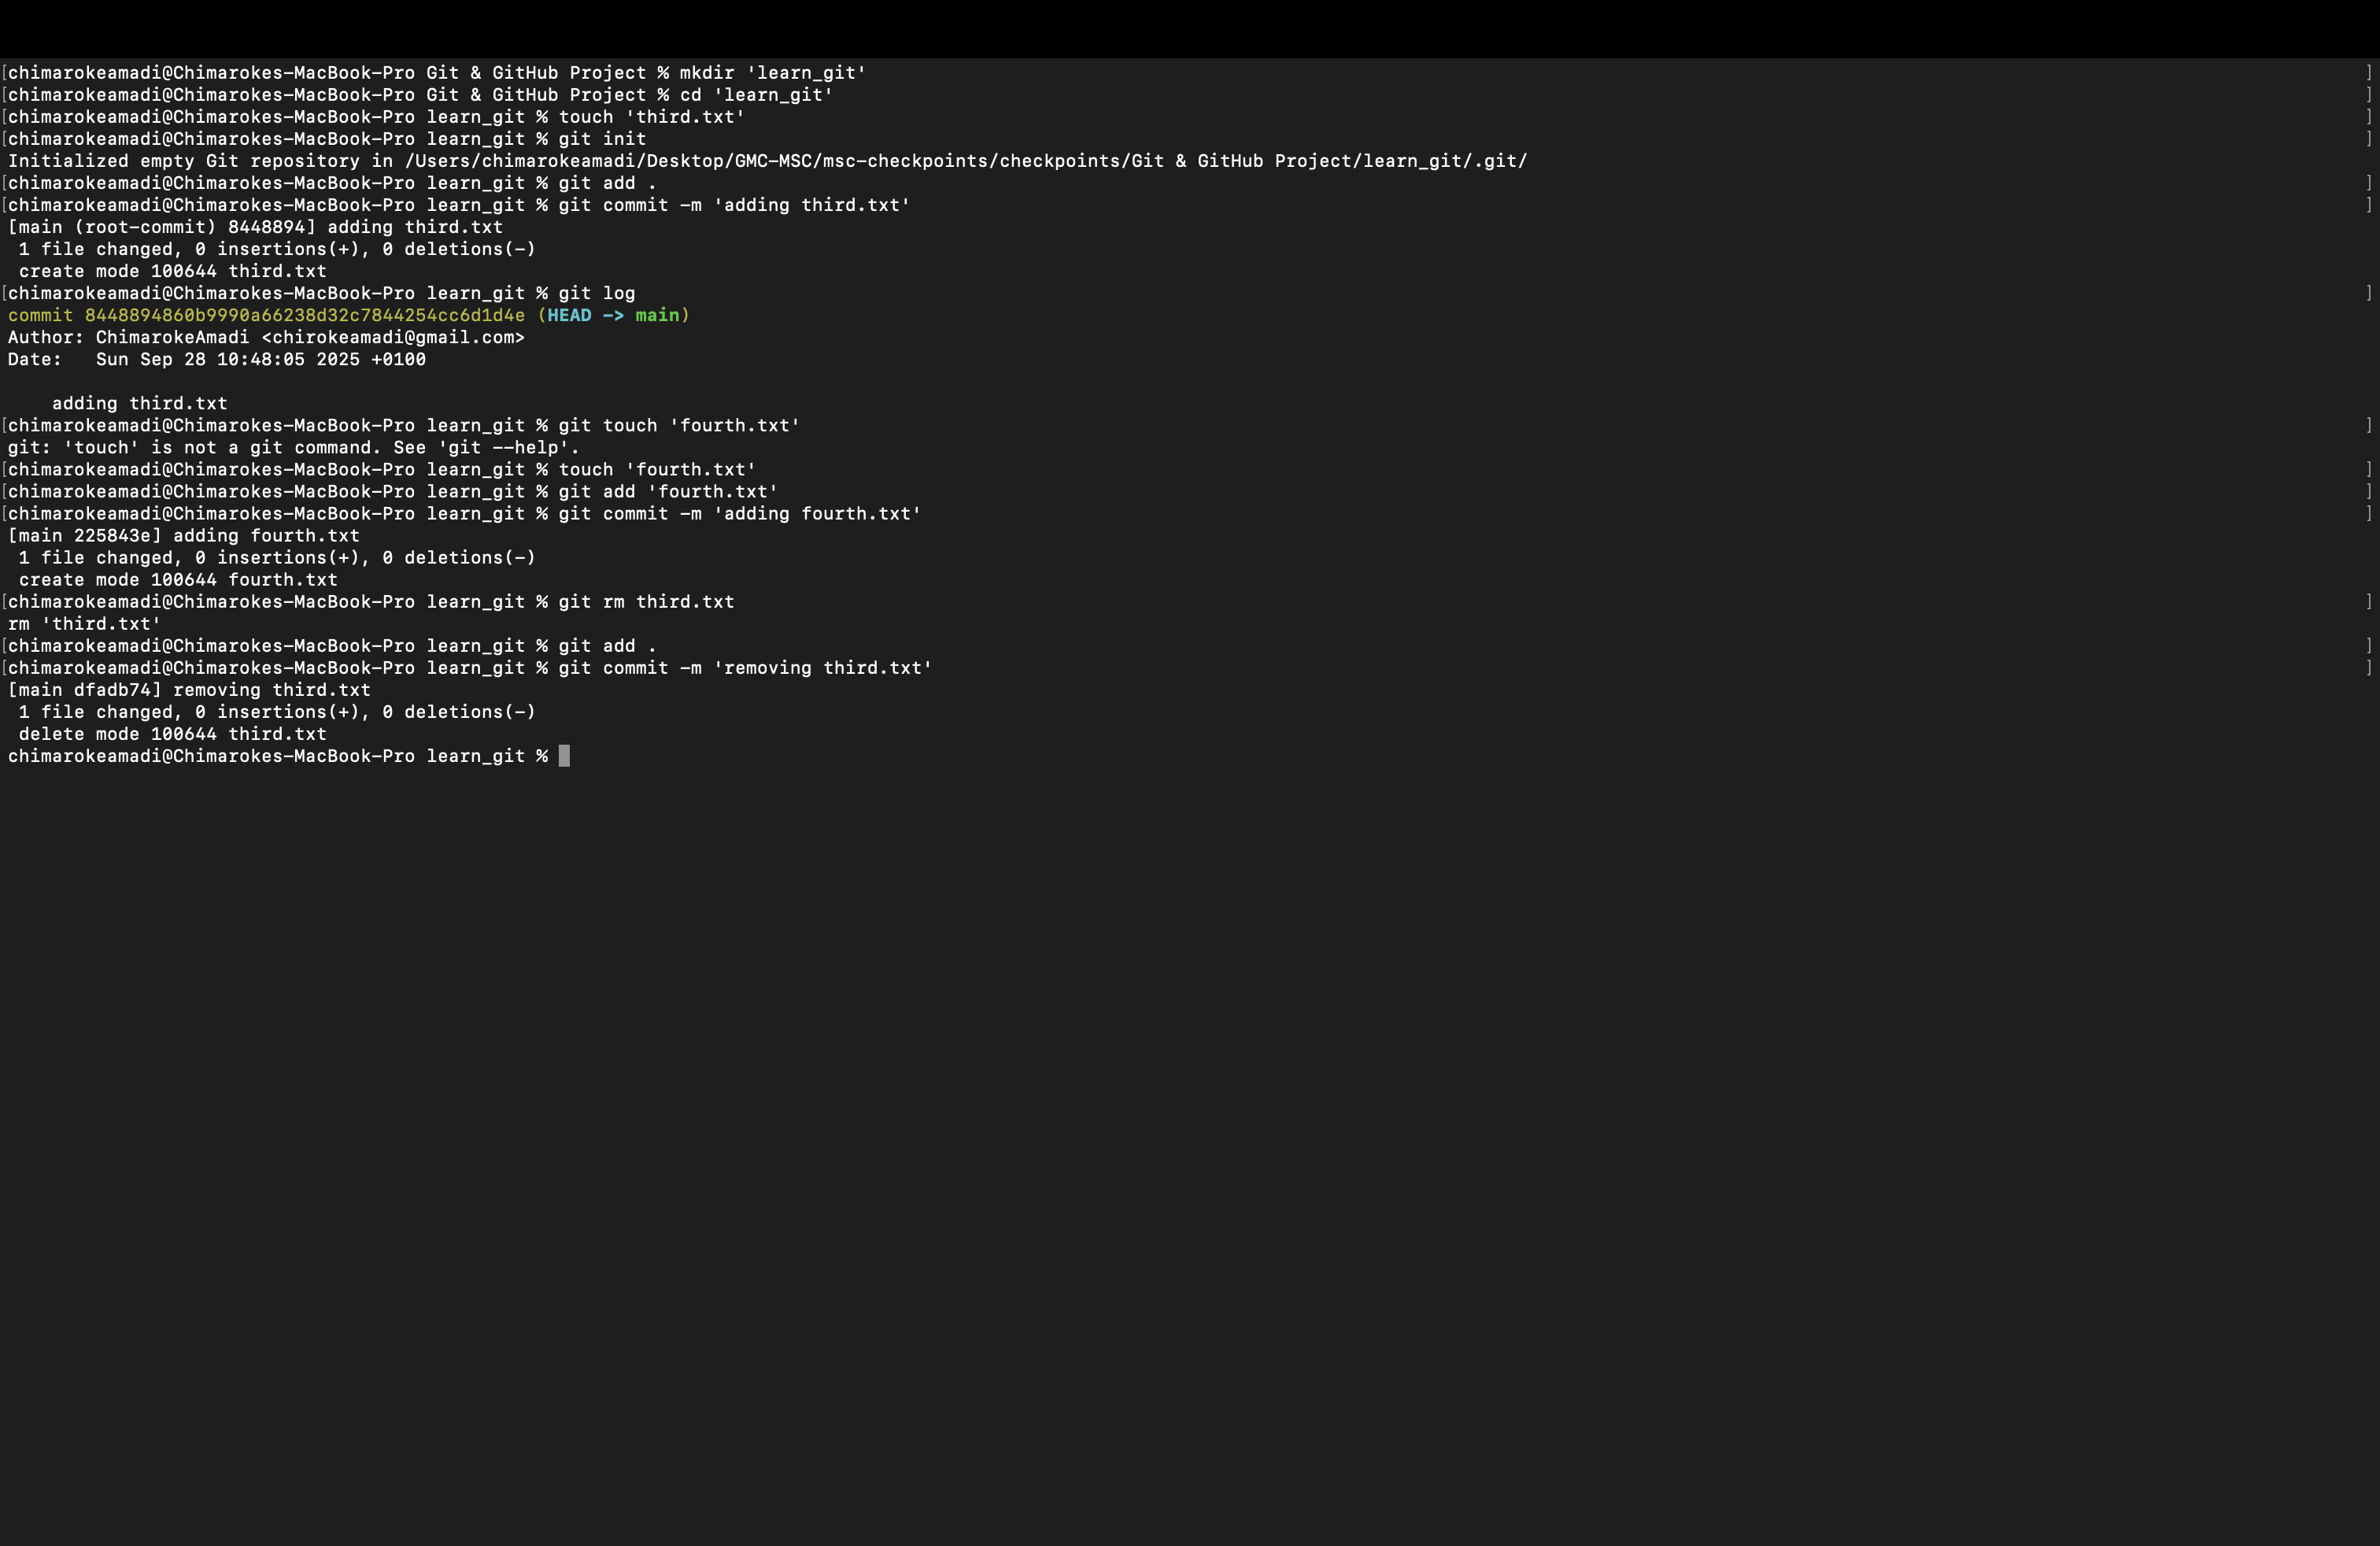 [chimarokeamadi@Chimarokes-MacBook-Pro Git & GitHub Project % mkdir 'learn_git' ]
[chimarokeamadi@Chimarokes-MacBook-Pro Git & GitHub Project % cd 'learn_git' ]
[chimarokeamadi@Chimarokes-MacBook-Pro learn_git % touch 'third.txt' ]
[chimarokeamadi@Chimarokes-MacBook-Pro learn_git % git init ]
Initialized empty Git repository in /Users/chimarokeamadi/Desktop/GMC-MSC/msc-checkpoints/checkpoints/Git & GitHub Project/learn_git/.git/
[chimarokeamadi@Chimarokes-MacBook-Pro learn_git % git add . ]
[chimarokeamadi@Chimarokes-MacBook-Pro learn_git % git commit -m 'adding third.txt' ]
[main (root-commit) 8448894] adding third.txt
 1 file changed, 0 insertions(+), 0 deletions(-)
 create mode 100644 third.txt
[chimarokeamadi@Chimarokes-MacBook-Pro learn_git % git log ]
commit 8448894860b9990a66238d32c7844254cc6d1d4e (HEAD -> main)
Author: ChimarokeAmadi <chirokeamadi@gmail.com>
Date:   Sun Sep 28 10:48:05 2025 +0100

    adding third.txt
[chimarokeamadi@Chimarokes-MacBook-Pro learn_git % git touch 'fourth.txt' ]
git: 'touch' is not a git command. See 'git --help'.
[chimarokeamadi@Chimarokes-MacBook-Pro learn_git % touch 'fourth.txt' ]
[chimarokeamadi@Chimarokes-MacBook-Pro learn_git % git add 'fourth.txt' ]
[chimarokeamadi@Chimarokes-MacBook-Pro learn_git % git commit -m 'adding fourth.txt' ]
[main 225843e] adding fourth.txt
 1 file changed, 0 insertions(+), 0 deletions(-)
 create mode 100644 fourth.txt
[chimarokeamadi@Chimarokes-MacBook-Pro learn_git % git rm third.txt ]
rm 'third.txt'
[chimarokeamadi@Chimarokes-MacBook-Pro learn_git % git add . ]
[chimarokeamadi@Chimarokes-MacBook-Pro learn_git % git commit -m 'removing third.txt' ]
[main dfadb74] removing third.txt
 1 file changed, 0 insertions(+), 0 deletions(-)
 delete mode 100644 third.txt
chimarokeamadi@Chimarokes-MacBook-Pro learn_git %